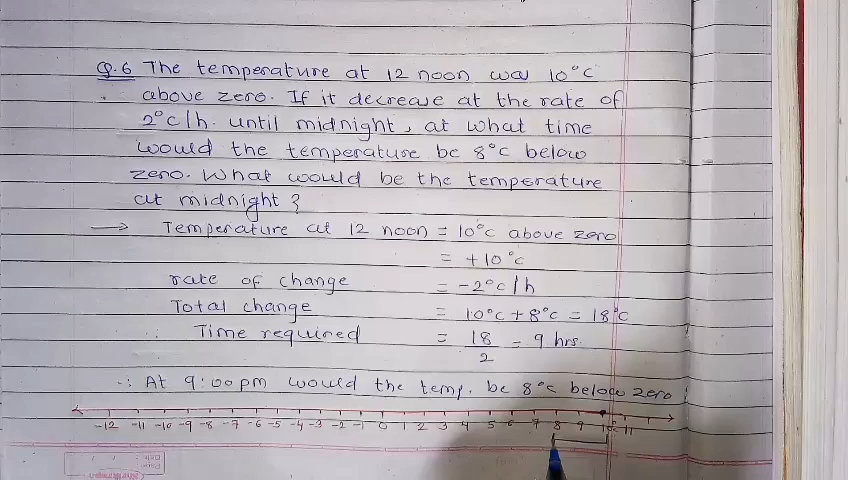 Q.6 The temperature at 12 noon was 10°C
above zero. If it decrease at the rate of
2°c/h. until midnight, at what time
would the temperature be 8°c below
zero. What would be the temperature
at midnight?
→ Temperature at 12 noon = 10°c above zero
= +10°c
rate of change = -2°c/h
Total change = 10°c + 8°c = 18°c
∴ Time required = 18/2 = 9 hrs.
∴ At 9:00pm would the temp. be 8°c below zero
-12 -11 -10 -9 -8 -7 -6 -5 -4 -3 -2 -1 0 1 2 3 4 5 6 7 8 9 10 11
Page
Date